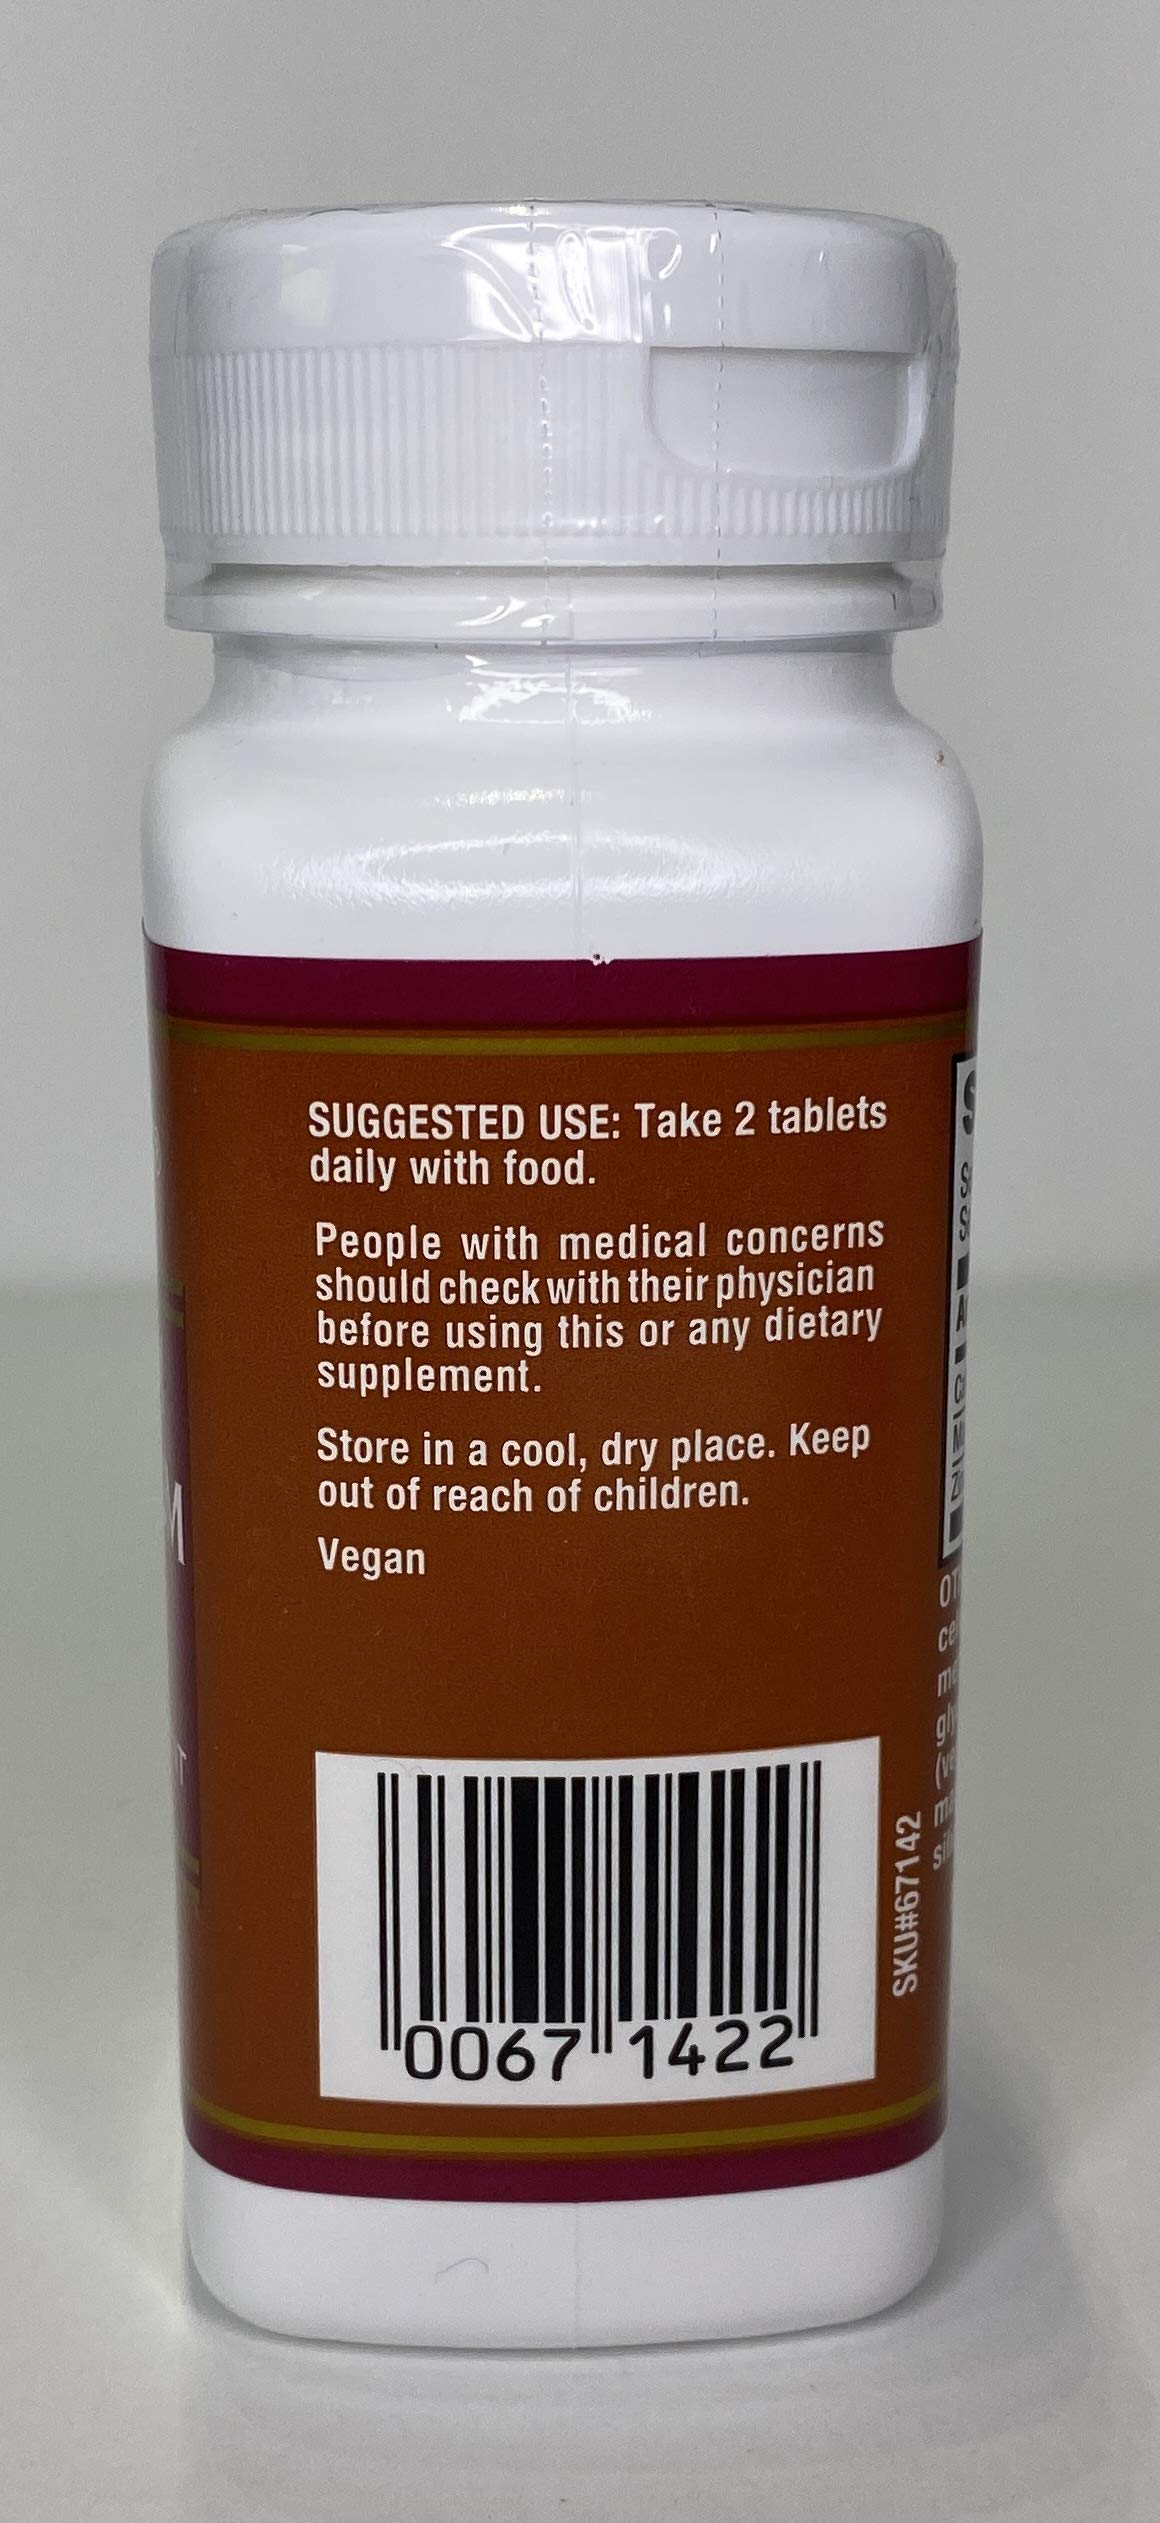 SUGGESTED USE: Take 2 tablets
daily with food.
People with medical concerns
should check with their physician
before using this or any dietary
supplement.
Store in a cool, dry place. Keep
out of reach of children.
Vegan
0067 1422
SKU#67142